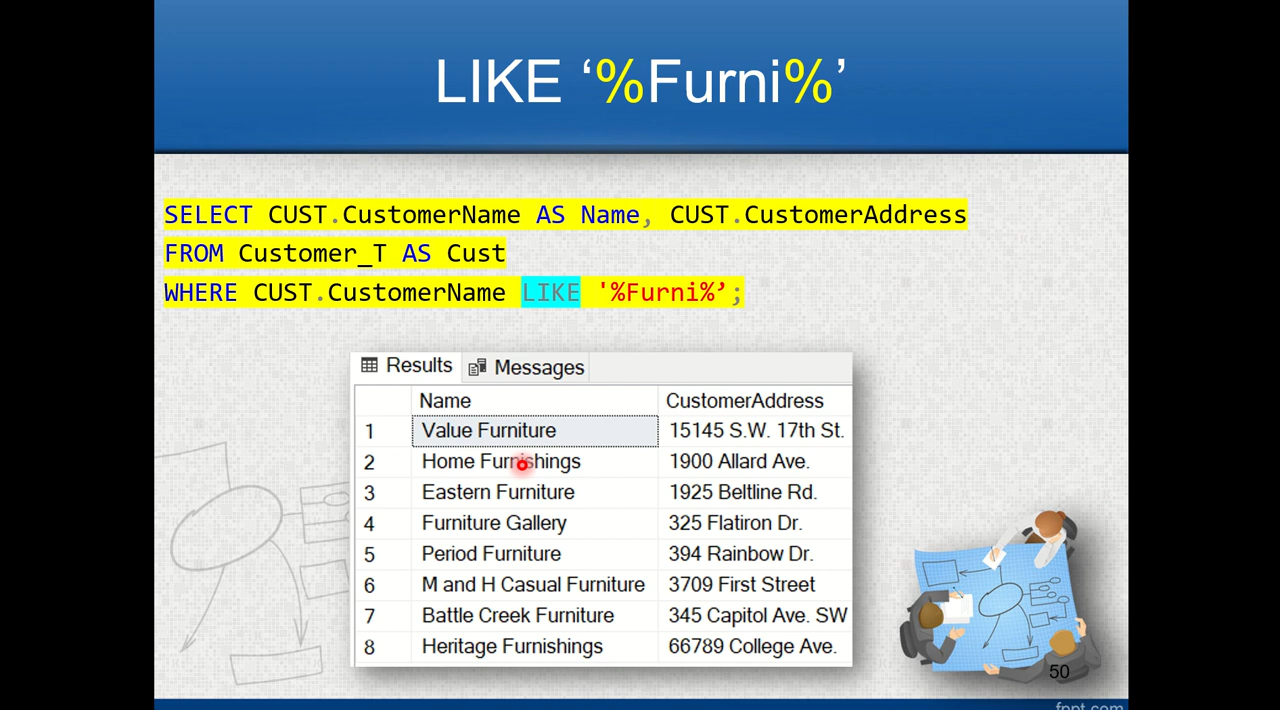 LIKE ‘%Furni%’
SELECT CUST.CustomerName AS Name, CUST.CustomerAddress
FROM Customer_T AS Cust
WHERE CUST.CustomerName LIKE '%Furni%’;
Results Messages
Name CustomerAddress
1 Value Furniture 15145 S.W. 17th St.
2 Home Furnishings 1900 Allard Ave.
3 Eastern Furniture 1925 Beltline Rd.
4 Furniture Gallery 325 Flatiron Dr.
5 Period Furniture 394 Rainbow Dr.
6 M and H Casual Furniture 3709 First Street
7 Battle Creek Furniture 345 Capitol Ave. SW
8 Heritage Furnishings 66789 College Ave.
50
fppt.com